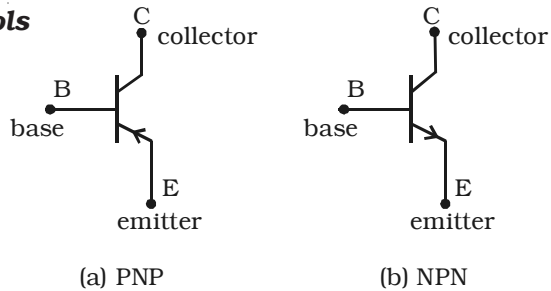 ols
C
collector
B
base
E
emitter
(a) PNP
C
collector
B
base
E
emitter
(b) NPN